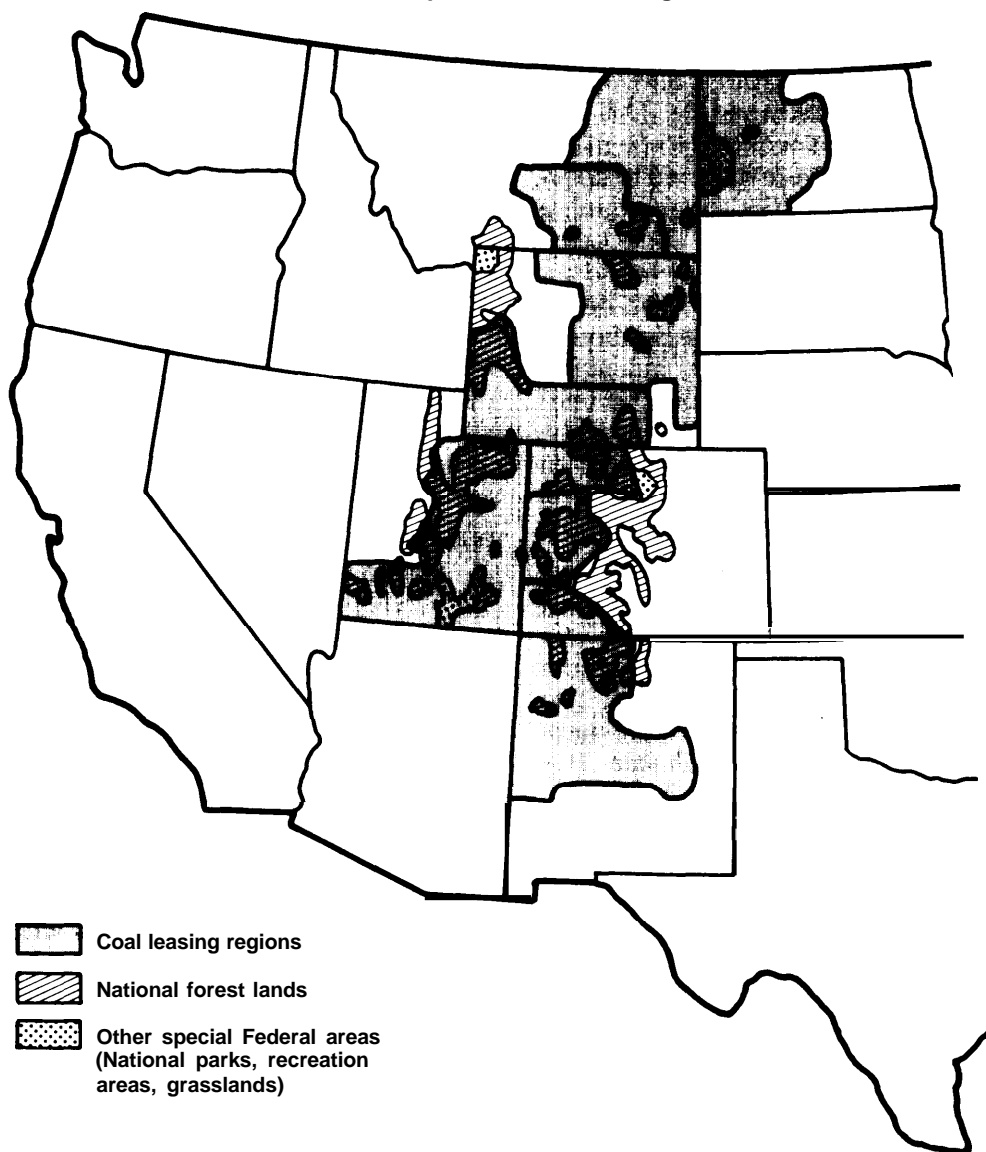 Coal leasing regions
National forest lands
Other special Federal areas
(National parks, recreation
areas, grasslands)